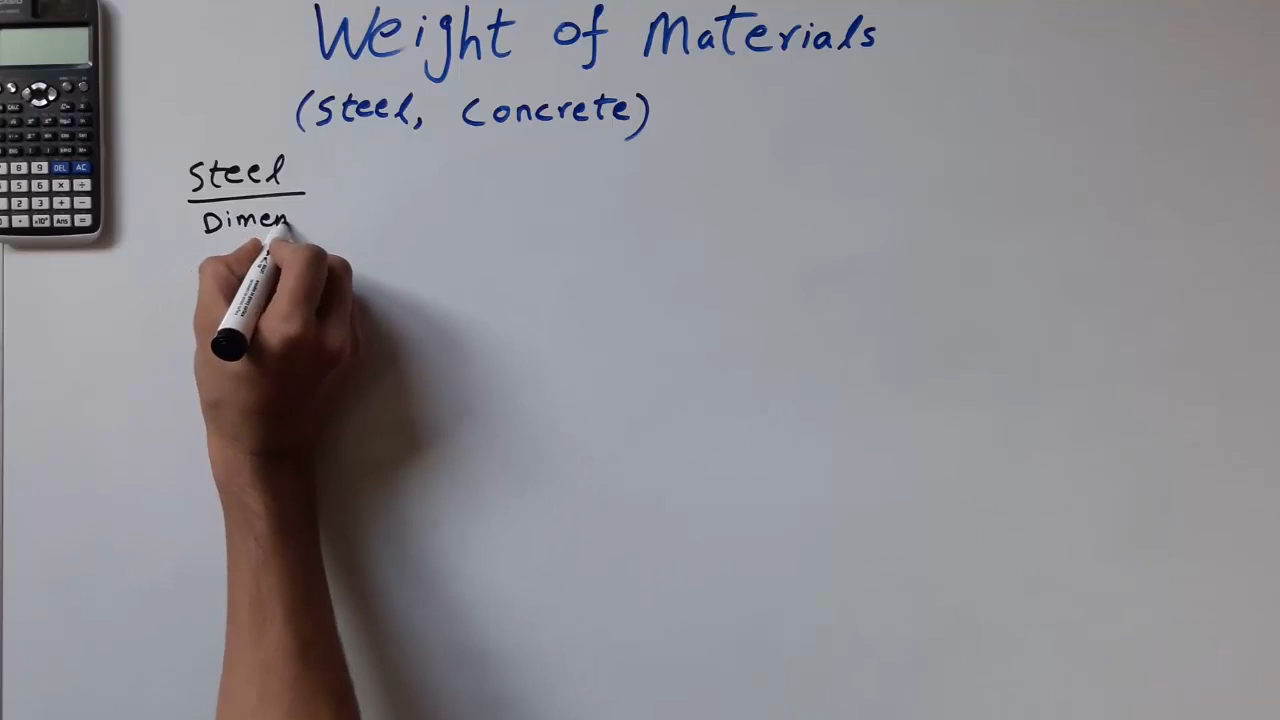 Weight of Materials
(Steel, Concrete)
Steel
Dimen